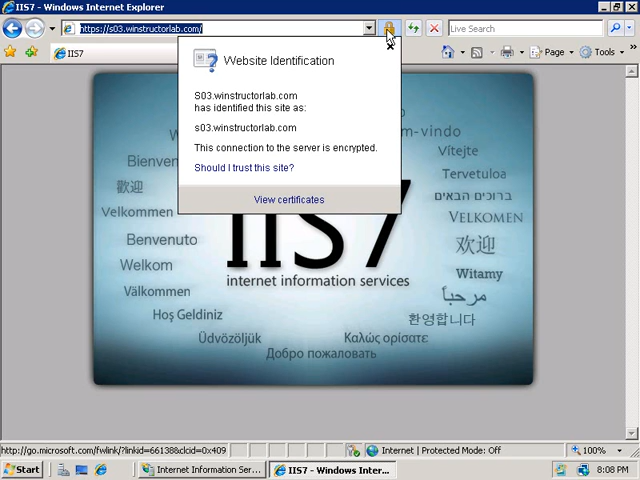 IIS7 - Windows Internet Explorer
https://s03.winstructorlab.com/
Live Search
IIS7
Page
Tools
Website Identification
S03.winstructorlab.com
has identified this site as:
s03.winstructorlab.com
This connection to the server is encrypted.
Should I trust this site?
View certificates
W
m-vindo
Bienven
Vítejte
Tervetuloa
歡迎
ברוכים הבאים
Velkommen
VELKOMEN
Benvenuto
欢迎
Welkom
Witamy
IIS7
internet information services
Välkommen
مرحباً
Hoş Geldiniz
환영합니다
Üdvözöljük
Καλώς ορίσατε
Добро пожаловать
http://go.microsoft.com/fwlink/?linkid=66138&clcid=0x409
Internet | Protected Mode: Off
100%
Start
Internet Information Ser...
IIS7 - Windows Inter...
8:08 PM